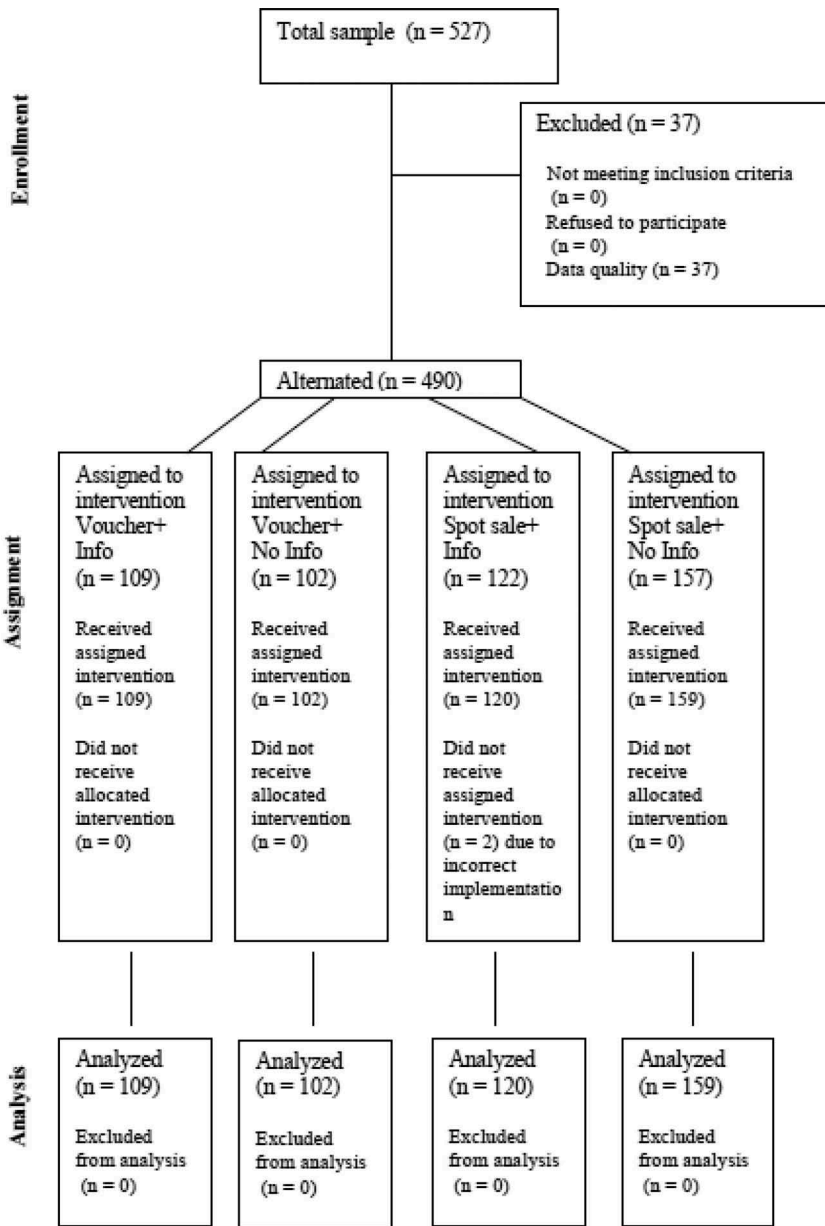 Total sample (n = 527)
Enrollment
Excluded (n = 37)
Not meeting inclusion criteria
(n = 0)
Refused to participate
(n = 0)
Data quality (n = 37)
Alternated (n = 490)
Assignment
Assigned to
intervention
Voucher+
Info
(n = 109)
Received
assigned
intervention
(n = 109)
Did not
receive
allocated
intervention
(n = 0)
Assigned to
intervention
Voucher+
No Info
(n = 102)
Received
assigned
intervention
(n = 102)
Did not
receive
allocated
intervention
(n = 0)
Assigned to
intervention
Spot sale+
Info
(n = 122)
Received
assigned
intervention
(n = 120)
Did not
receive
assigned
intervention
(n = 2) due to
incorrect
implementatio
n
Assigned to
intervention
Spot sale+
No Info
(n = 157)
Received
assigned
intervention
(n = 159)
Did not
receive
allocated
intervention
(n = 0)
Analysis
Analyzed
(n = 109)
Excluded
from analysis
(n = 0)
Analyzed
(n = 102)
Excluded
from analysis
(n = 0)
Analyzed
(n = 120)
Excluded
from analysis
(n = 0)
Analyzed
(n = 159)
Excluded
from analysis
(n = 0)